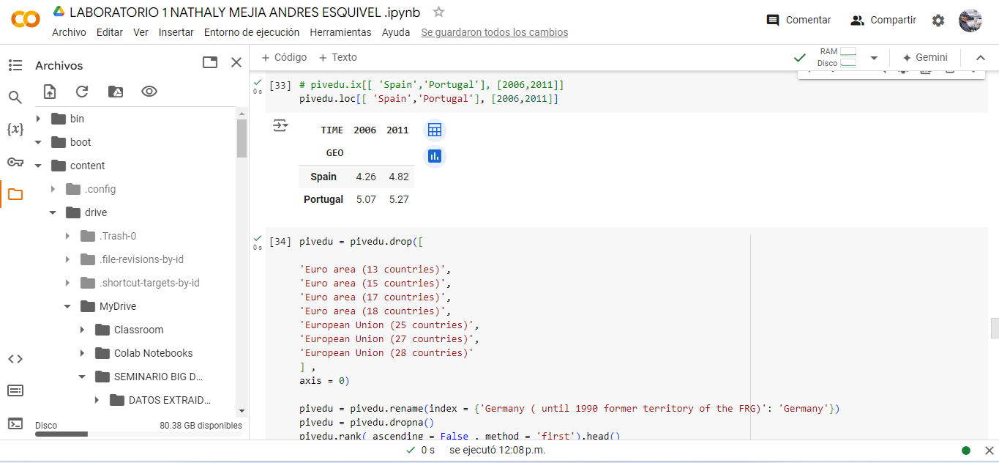 LABORATORIO 1 NATHALY MEJIA ANDRES ESQUIVEL .ipynb
Archivo Editar Ver Insertar Entorno de ejecución Herramientas Ayuda Se guardaron todos los cambios
Comentar Compartir
Archivos
+ Código + Texto
RAM
Disco
Gemini
bin
boot
content
.config
drive
.Trash-0
.file-revisions-by-id
.shortcut-targets-by-id
MyDrive
Classroom
Colab Notebooks
SEMINARIO BIG D...
DATOS EXTRAID...
Disco 80.38 GB disponibles
{x}
0 s
[33] # pivedu.ix[[ 'Spain','Portugal'], [2006,2011]]
pivedu.loc[[ 'Spain','Portugal'], [2006,2011]]
TIME 2006 2011
GEO
Spain 4.26 4.82
Portugal 5.07 5.27
0 s
[34] pivedu = pivedu.drop([
'Euro area (13 countries)',
'Euro area (15 countries)',
'Euro area (17 countries)',
'Euro area (18 countries)',
'European Union (25 countries)',
'European Union (27 countries)',
'European Union (28 countries)'
] ,
axis = 0)
pivedu = pivedu.rename(index = {'Germany ( until 1990 former territory of the FRG)': 'Germany'})
pivedu = pivedu.dropna()
pivedu.rank( ascending = False , method = 'first').head()
0 s se ejecutó 12:08 p.m.